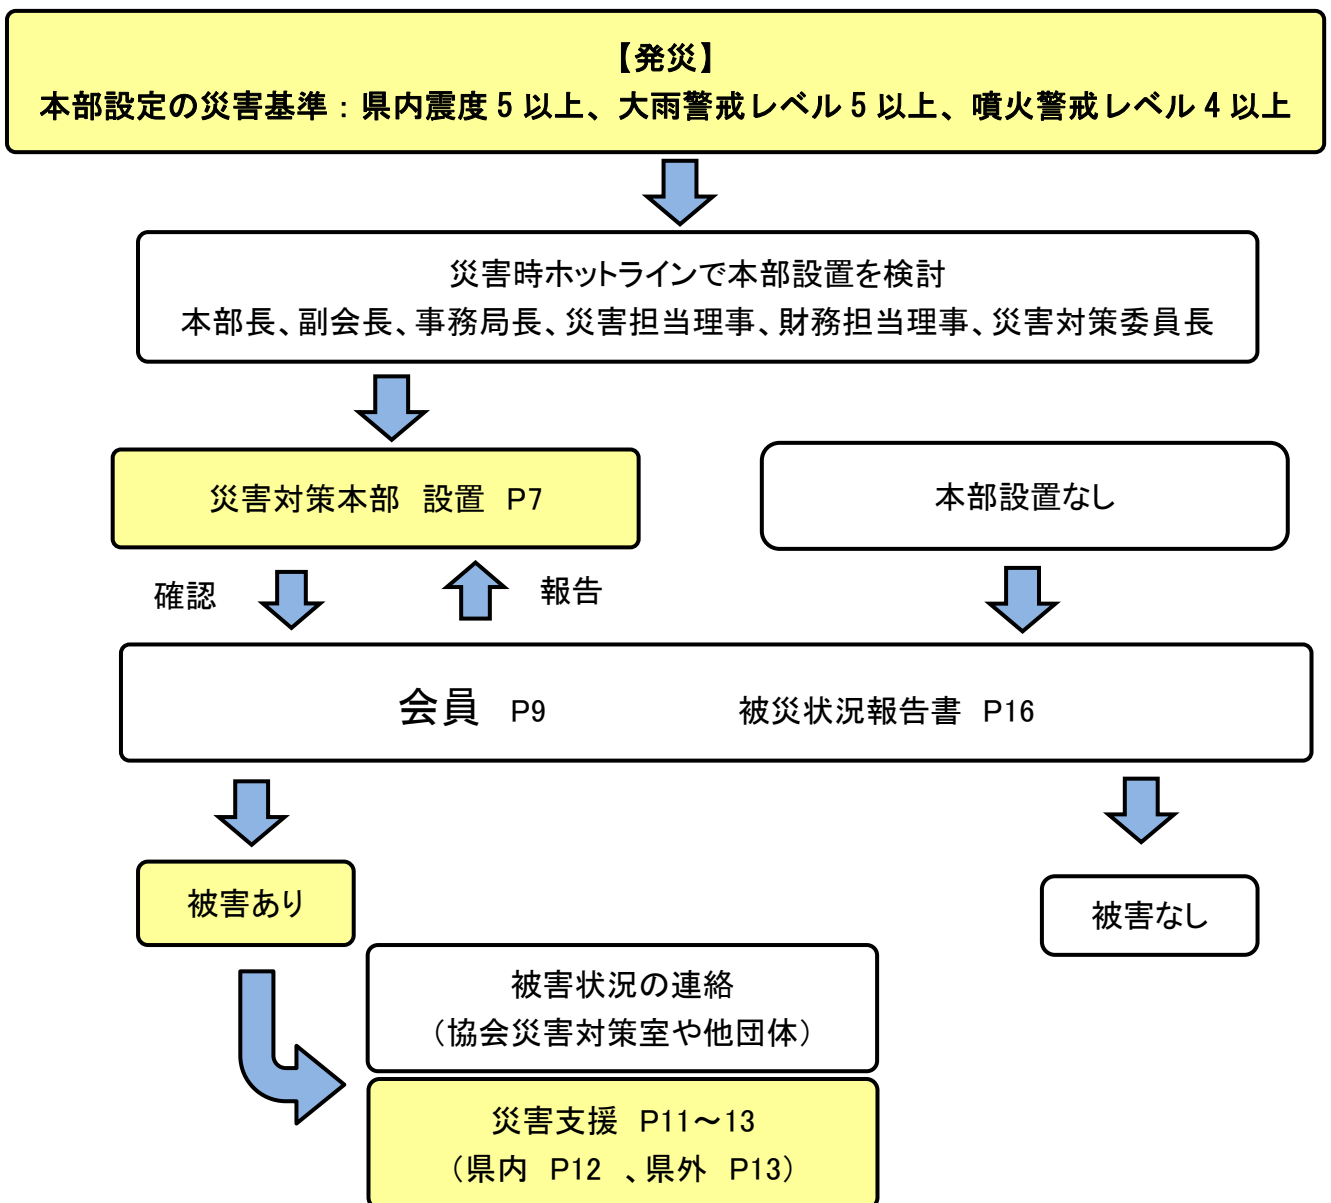 【発災】
本部設定の災害基準：県内震度５以上、大雨警戒レベル５以上、噴火警戒レベル４以上
災害時ホットラインで本部設置を検討
本部長、副会長、事務局長、災害担当理事、財務担当理事、災害対策委員長
災害対策本部　設置　P7
本部設置なし
確認
報告
会員　P9
被災状況報告書　P16
被害あり
被害なし
被害状況の連絡
（協会災害対策室や他団体）
災害支援　P11～13
（県内　P12　、県外　P13）